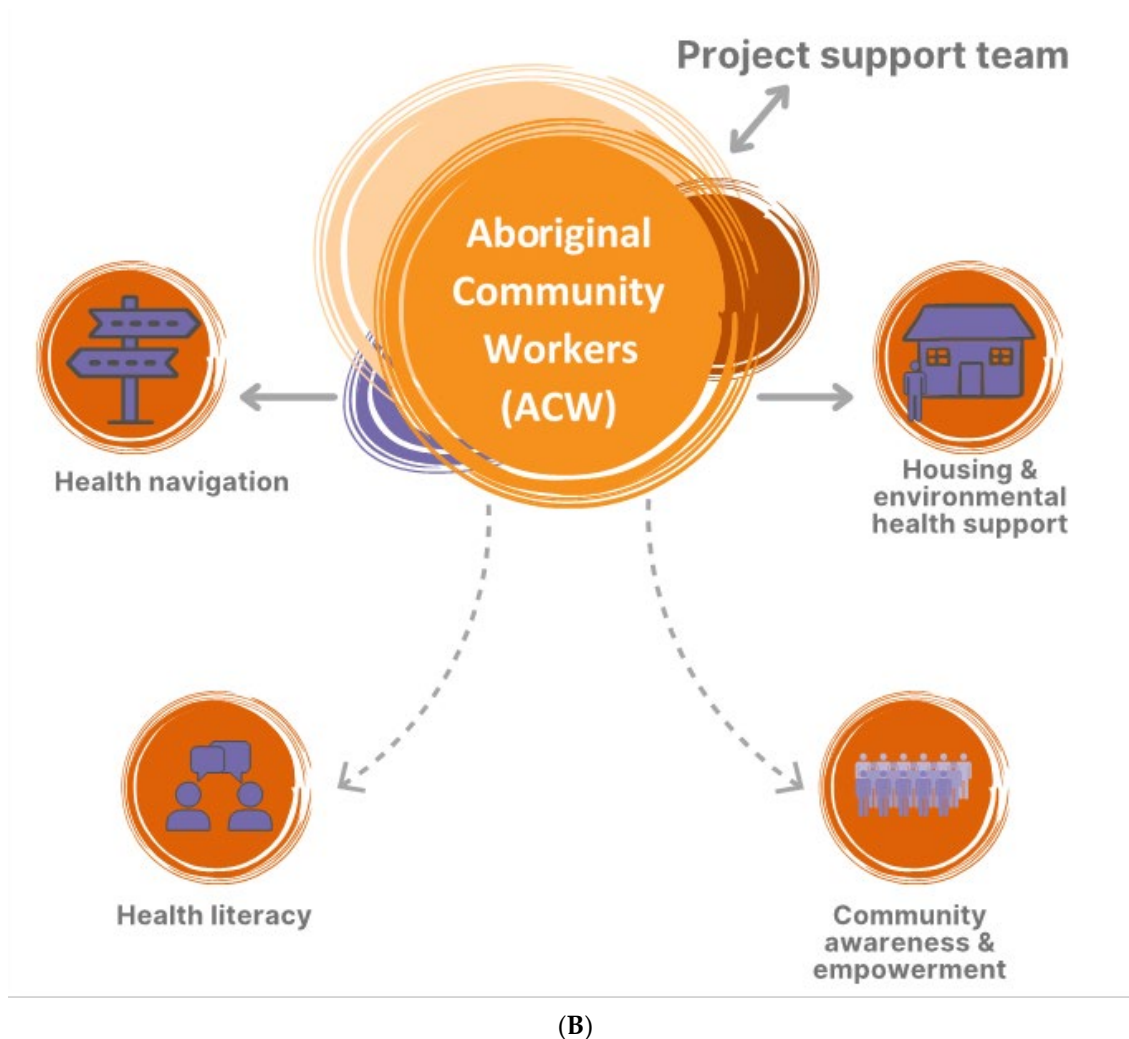 Project support team
Aboriginal
Community
Workers
(ACW)
Health navigation
Housing &
environmental
health support
Health literacy
Community
awareness &
empowerment
(B)